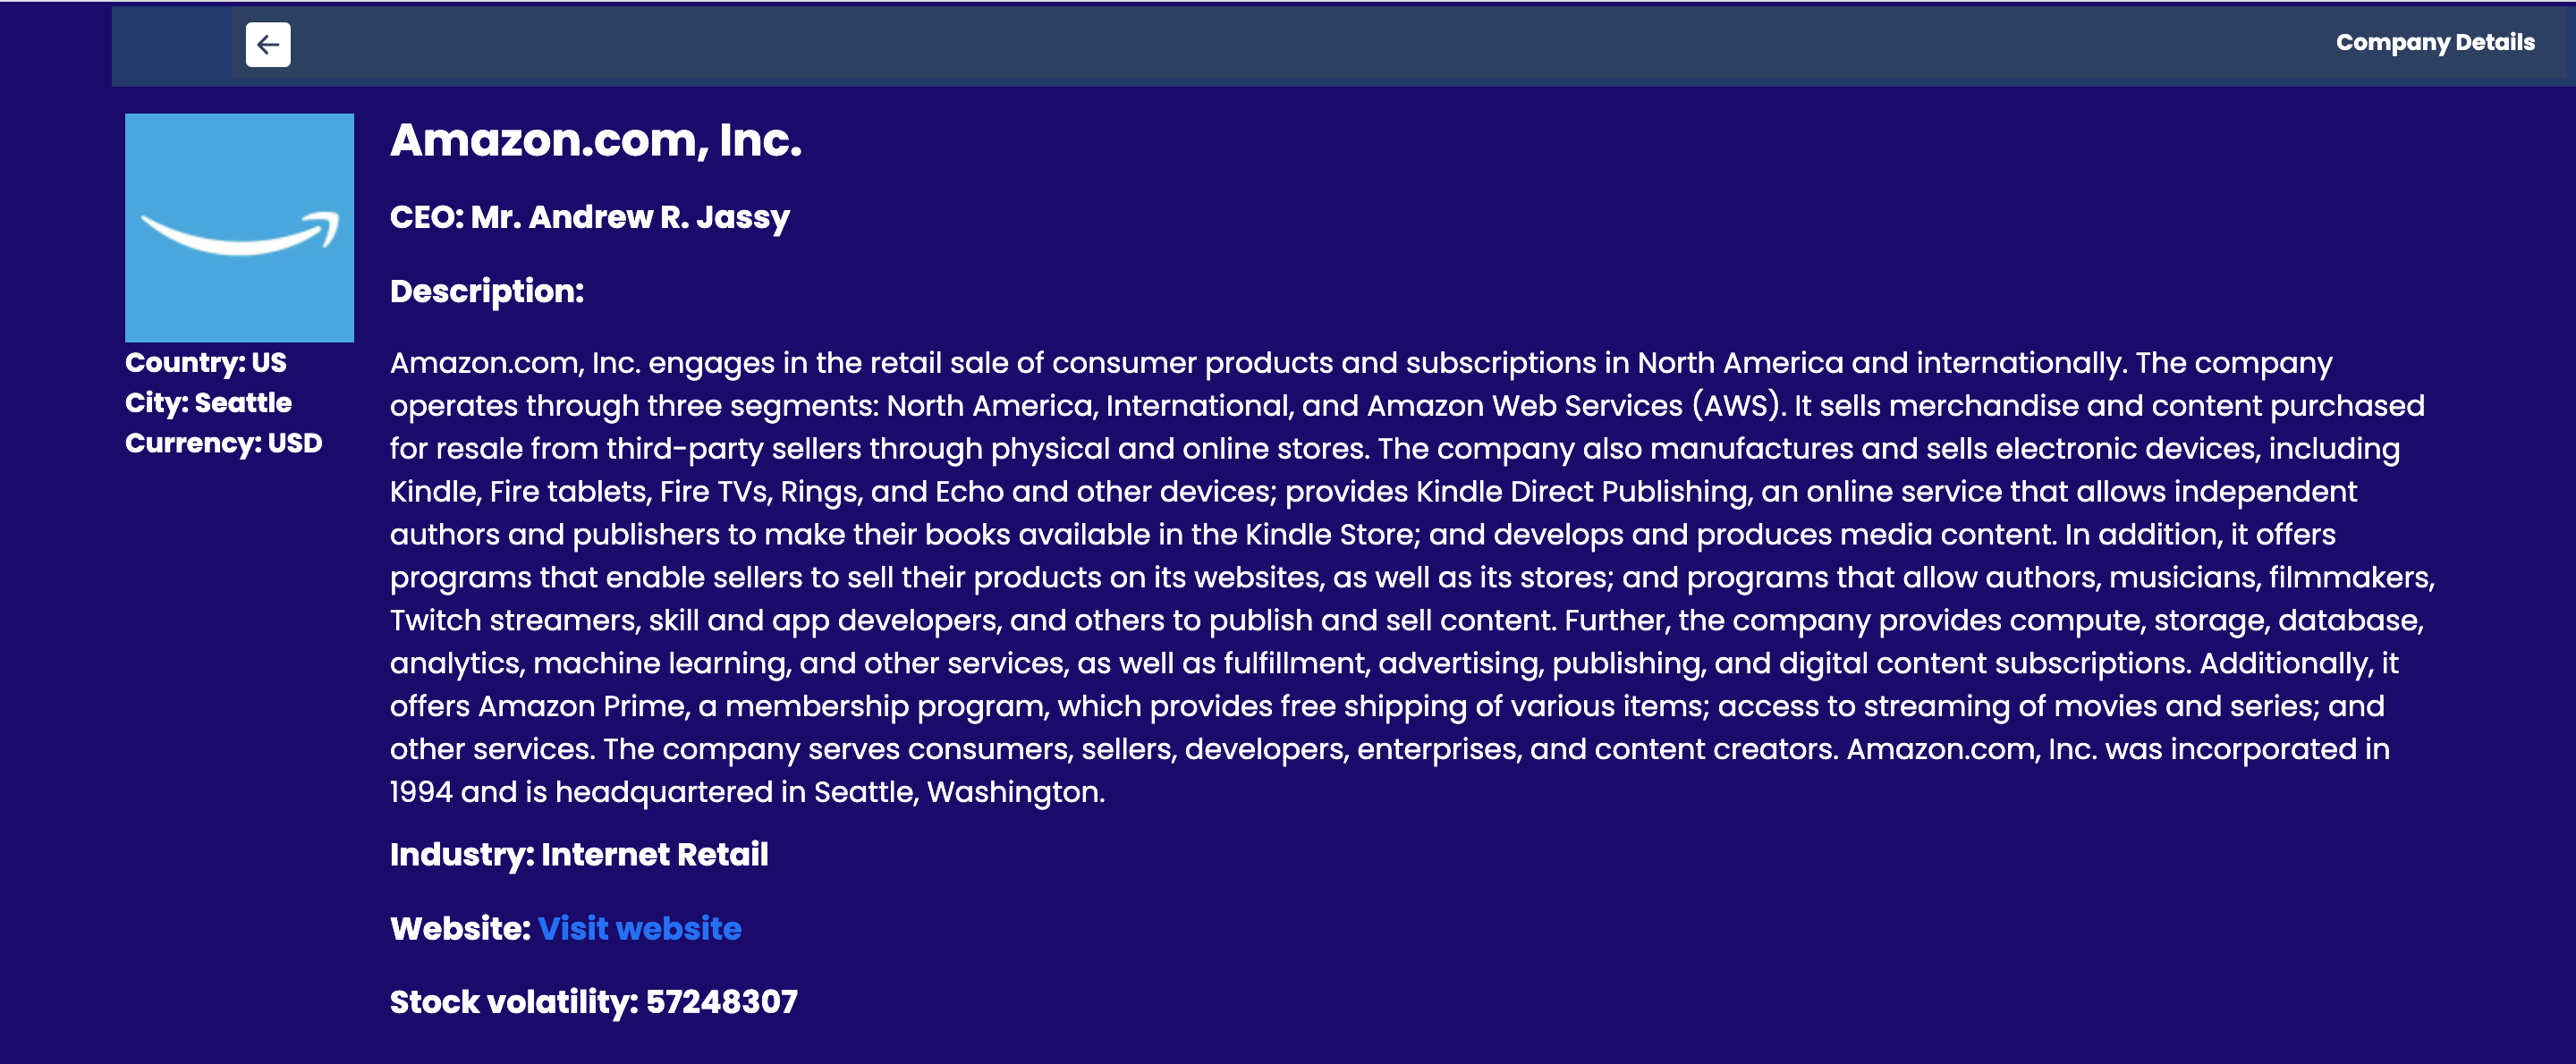 Company Details
Amazon.com, Inc.
CEO: Mr. Andrew R. Jassy
Description:
Country: US
City: Seattle
Currency: USD
Amazon.com, Inc. engages in the retail sale of consumer products and subscriptions in North America and internationally. The company
operates through three segments: North America, International, and Amazon Web Services (AWS). It sells merchandise and content purchased
for resale from third-party sellers through physical and online stores. The company also manufactures and sells electronic devices, including
Kindle, Fire tablets, Fire TVs, Rings, and Echo and other devices; provides Kindle Direct Publishing, an online service that allows independent
authors and publishers to make their books available in the Kindle Store; and develops and produces media content. In addition, it offers
programs that enable sellers to sell their products on its websites, as well as its stores; and programs that allow authors, musicians, filmmakers,
Twitch streamers, skill and app developers, and others to publish and sell content. Further, the company provides compute, storage, database,
analytics, machine learning, and other services, as well as fulfillment, advertising, publishing, and digital content subscriptions. Additionally, it
offers Amazon Prime, a membership program, which provides free shipping of various items; access to streaming of movies and series; and
other services. The company serves consumers, sellers, developers, enterprises, and content creators. Amazon.com, Inc. was incorporated in
1994 and is headquartered in Seattle, Washington.
Industry: Internet Retail
Website: Visit website
Stock volatility: 57248307